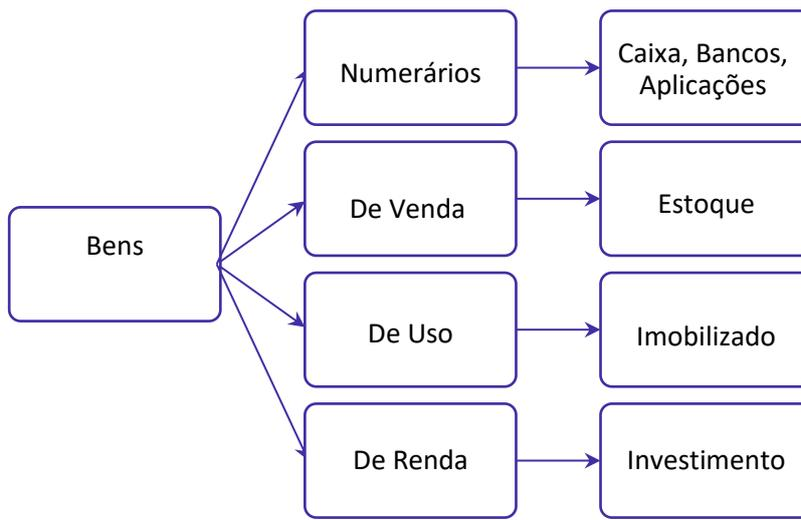 Bens
Numerários
Caixa, Bancos,
Aplicações
De Venda
Estoque
De Uso
Imobilizado
De Renda
Investimento